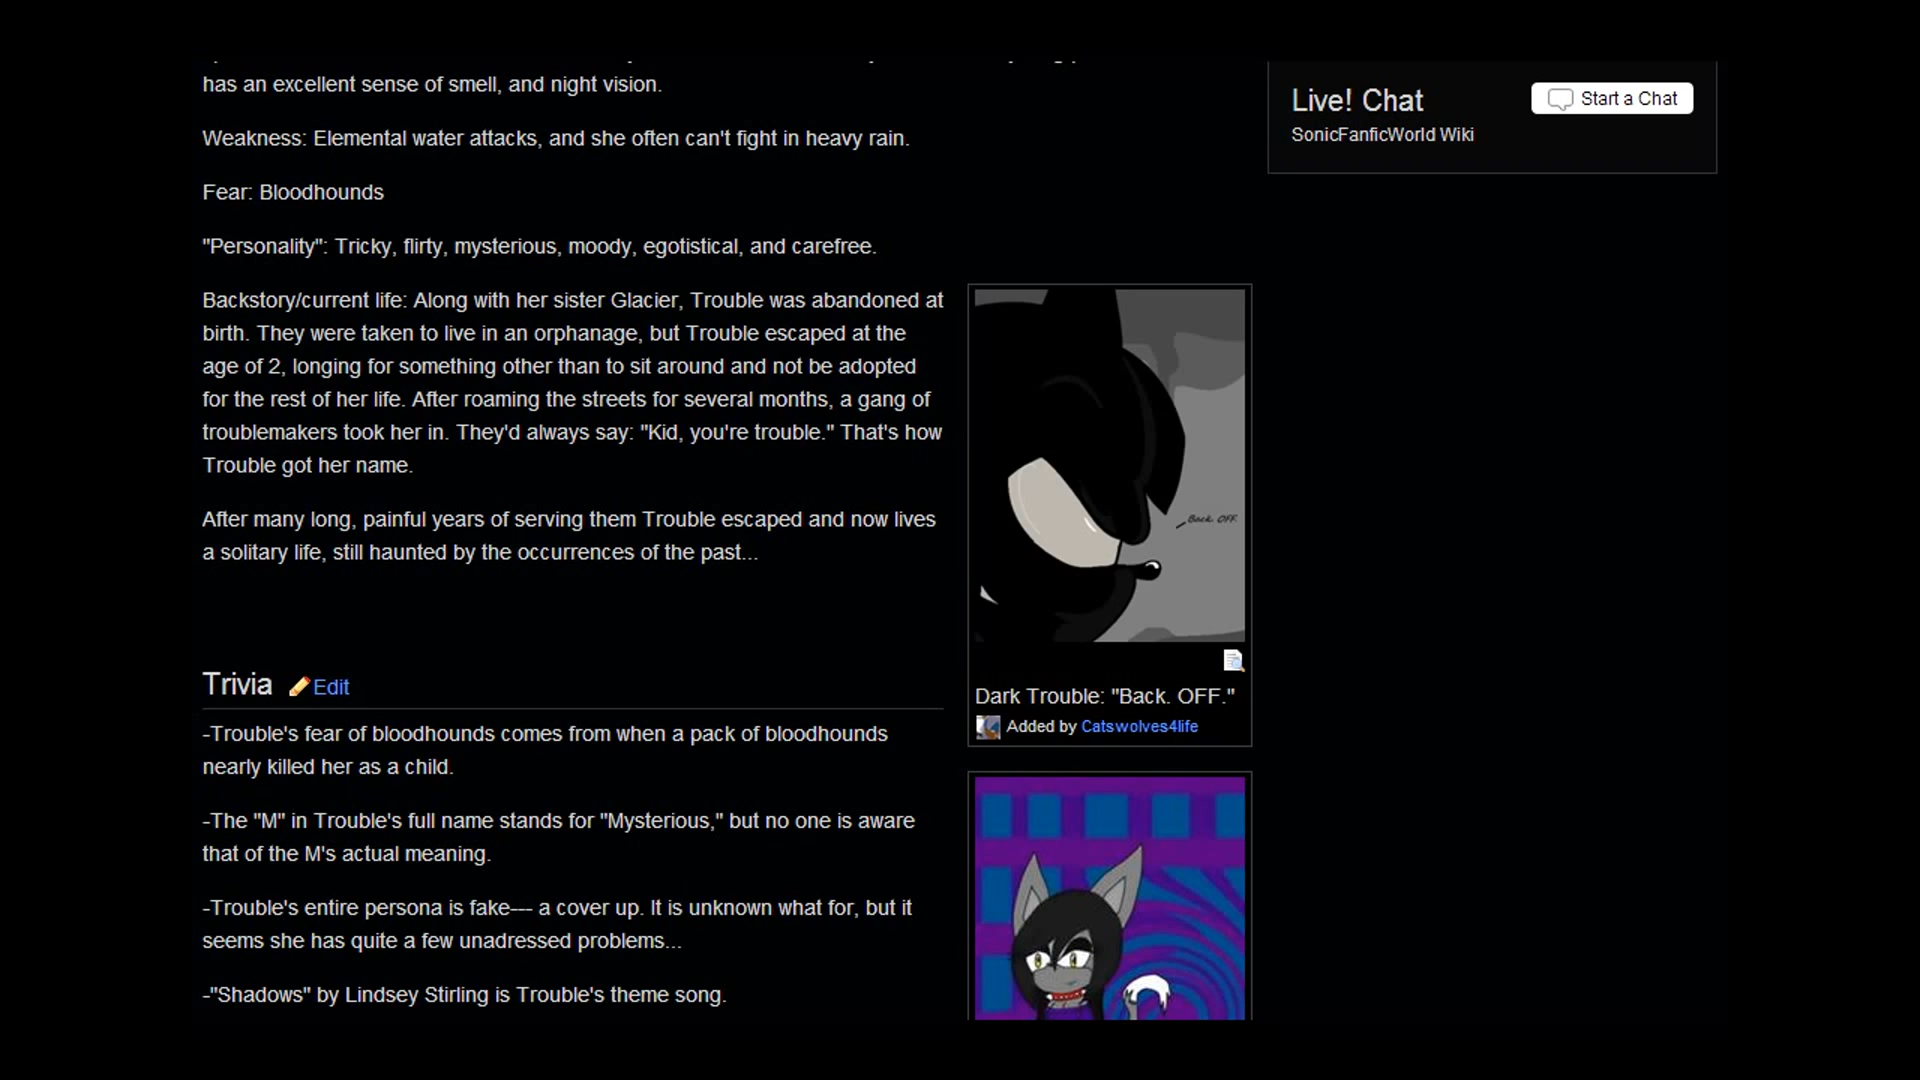 has an excellent sense of smell, and night vision.
Weakness: Elemental water attacks, and she often can't fight in heavy rain.
Fear: Bloodhounds
"Personality": Tricky, flirty, mysterious, moody, egotistical, and carefree.
Backstory/current life: Along with her sister Glacier, Trouble was abandoned at
birth. They were taken to live in an orphanage, but Trouble escaped at the
age of 2, longing for something other than to sit around and not be adopted
for the rest of her life. After roaming the streets for several months, a gang of
troublemakers took her in. They'd always say: "Kid, you're trouble." That's how
Trouble got her name.
After many long, painful years of serving them Trouble escaped and now lives
a solitary life, still haunted by the occurrences of the past...
Trivia Edit
-Trouble's fear of bloodhounds comes from when a pack of bloodhounds
nearly killed her as a child.
-The "M" in Trouble's full name stands for "Mysterious," but no one is aware
that of the M's actual meaning.
-Trouble's entire persona is fake--- a cover up. It is unknown what for, but it
seems she has quite a few unadressed problems...
-"Shadows" by Lindsey Stirling is Trouble's theme song.
Back. OFF.
Dark Trouble: "Back. OFF."
Added by Catswolves4life
Live! Chat
Start a Chat
SonicFanficWorld Wiki